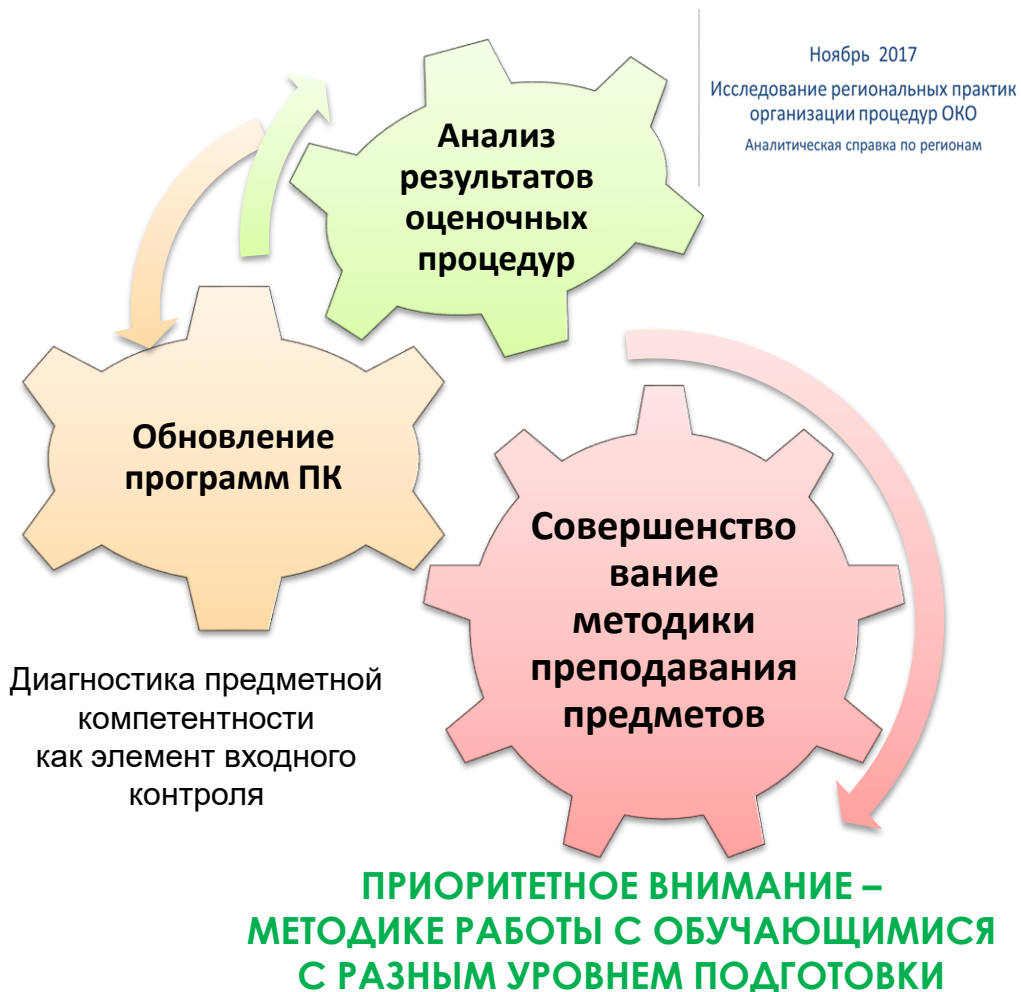 Ноябрь 2017
Исследование региональных практик
организации процедур ОКО
Аналитическая справка по регионам
Анализ
результатов
оценочных
процедур
Обновление
программ ПК
Совершенство
вание
методики
преподавания
предметов
Диагностика предметной
компетентности
как элемент входного
контроля
ПРИОРИТЕТНОЕ ВНИМАНИЕ –
МЕТОДИКЕ РАБОТЫ С ОБУЧАЮЩИМИСЯ
С РАЗНЫМ УРОВНЕМ ПОДГОТОВКИ